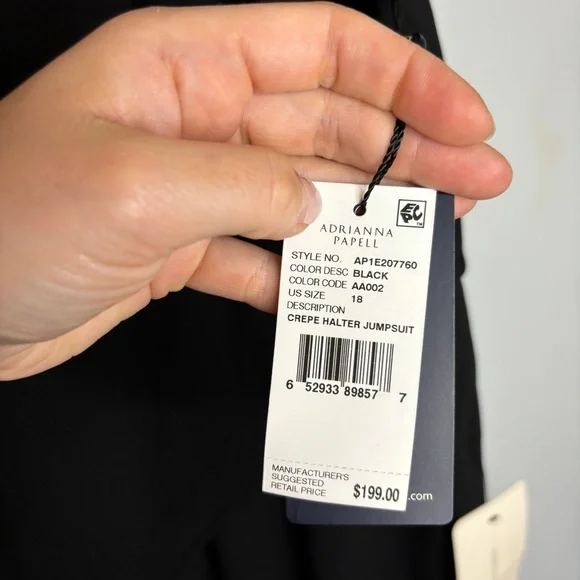 EPC™
ADRIANNA
PAPELL
STYLE NO. AP1E207760
COLOR DESC BLACK
COLOR CODE AA002
US SIZE 18
DESCRIPTION
CREPE HALTER JUMPSUIT
6 52933 89857 7
MANUFACTURER'S
SUGGESTED
RETAIL PRICE $199.00
.com